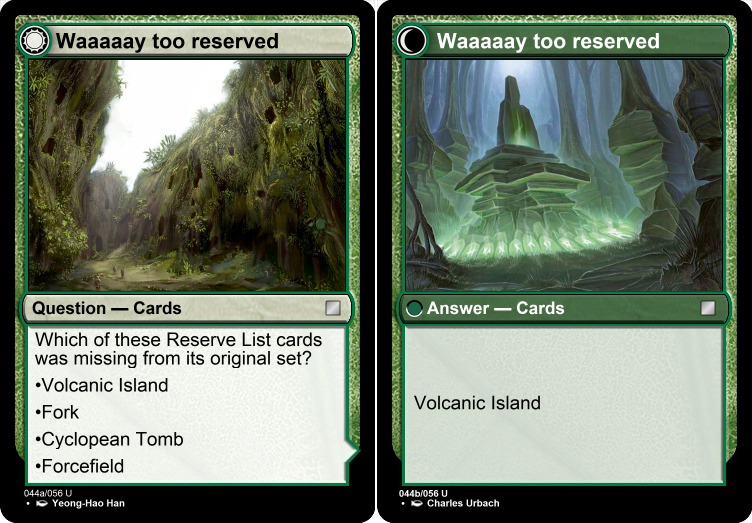 Waaaaay too reserved
Question — Cards
Which of these Reserve List cards
was missing from its original set?
•Volcanic Island
•Fork
•Cyclopean Tomb
•Forcefield
044a/056 U
• Yeong-Hao Han
Waaaaay too reserved
Answer — Cards
Volcanic Island
044b/056 U
• Charles Urbach